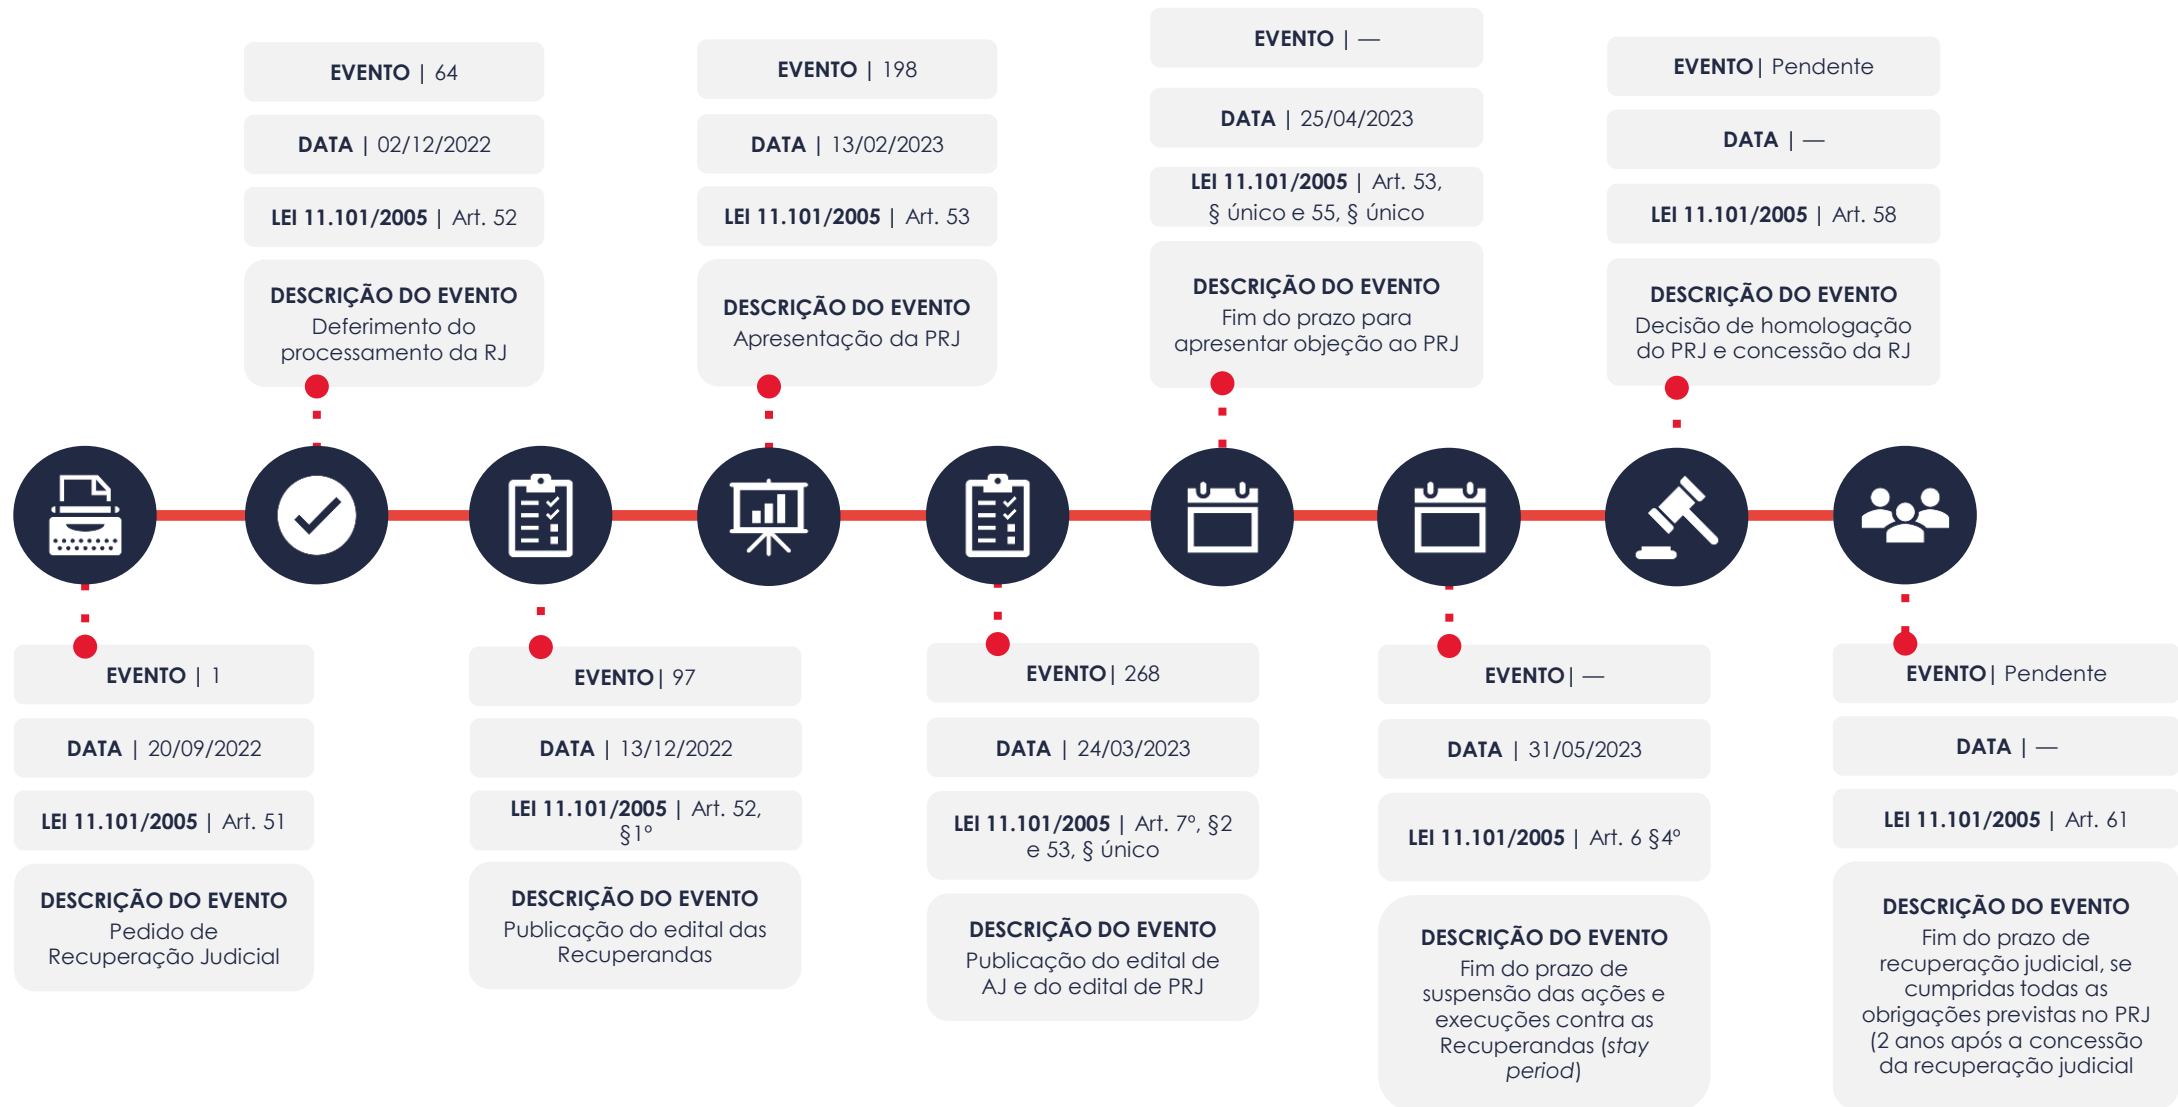 EVENTO | 64
DATA | 02/12/2022
LEI 11.101/2005 | Art. 52
DESCRIÇÃO DO EVENTO
Deferimento do
processamento da RJ
EVENTO | 198
DATA | 13/02/2023
LEI 11.101/2005 | Art. 53
DESCRIÇÃO DO EVENTO
Apresentação da PRJ
EVENTO | —
DATA | 25/04/2023
LEI 11.101/2005 | Art. 53,
§ único e 55, § único
DESCRIÇÃO DO EVENTO
Fim do prazo para
apresentar objeção ao PRJ
EVENTO| Pendente
DATA | —
LEI 11.101/2005 | Art. 58
DESCRIÇÃO DO EVENTO
Decisão de homologação
do PRJ e concessão da RJ
EVENTO | 1
DATA | 20/09/2022
LEI 11.101/2005 | Art. 51
DESCRIÇÃO DO EVENTO
Pedido de
Recuperação Judicial
EVENTO| 97
DATA | 13/12/2022
LEI 11.101/2005 | Art. 52,
§1º
DESCRIÇÃO DO EVENTO
Publicação do edital das
Recuperandas
EVENTO| 268
DATA | 24/03/2023
LEI 11.101/2005 | Art. 7º, §2
e 53, § único
DESCRIÇÃO DO EVENTO
Publicação do edital de
AJ e do edital de PRJ
EVENTO| —
DATA | 31/05/2023
LEI 11.101/2005 | Art. 6 §4º
DESCRIÇÃO DO EVENTO
Fim do prazo de
suspensão das ações e
execuções contra as
Recuperandas (stay
period)
EVENTO| Pendente
DATA | —
LEI 11.101/2005 | Art. 61
DESCRIÇÃO DO EVENTO
Fim do prazo de
recuperação judicial, se
cumpridas todas as
obrigações previstas no PRJ
(2 anos após a concessão
da recuperação judicial